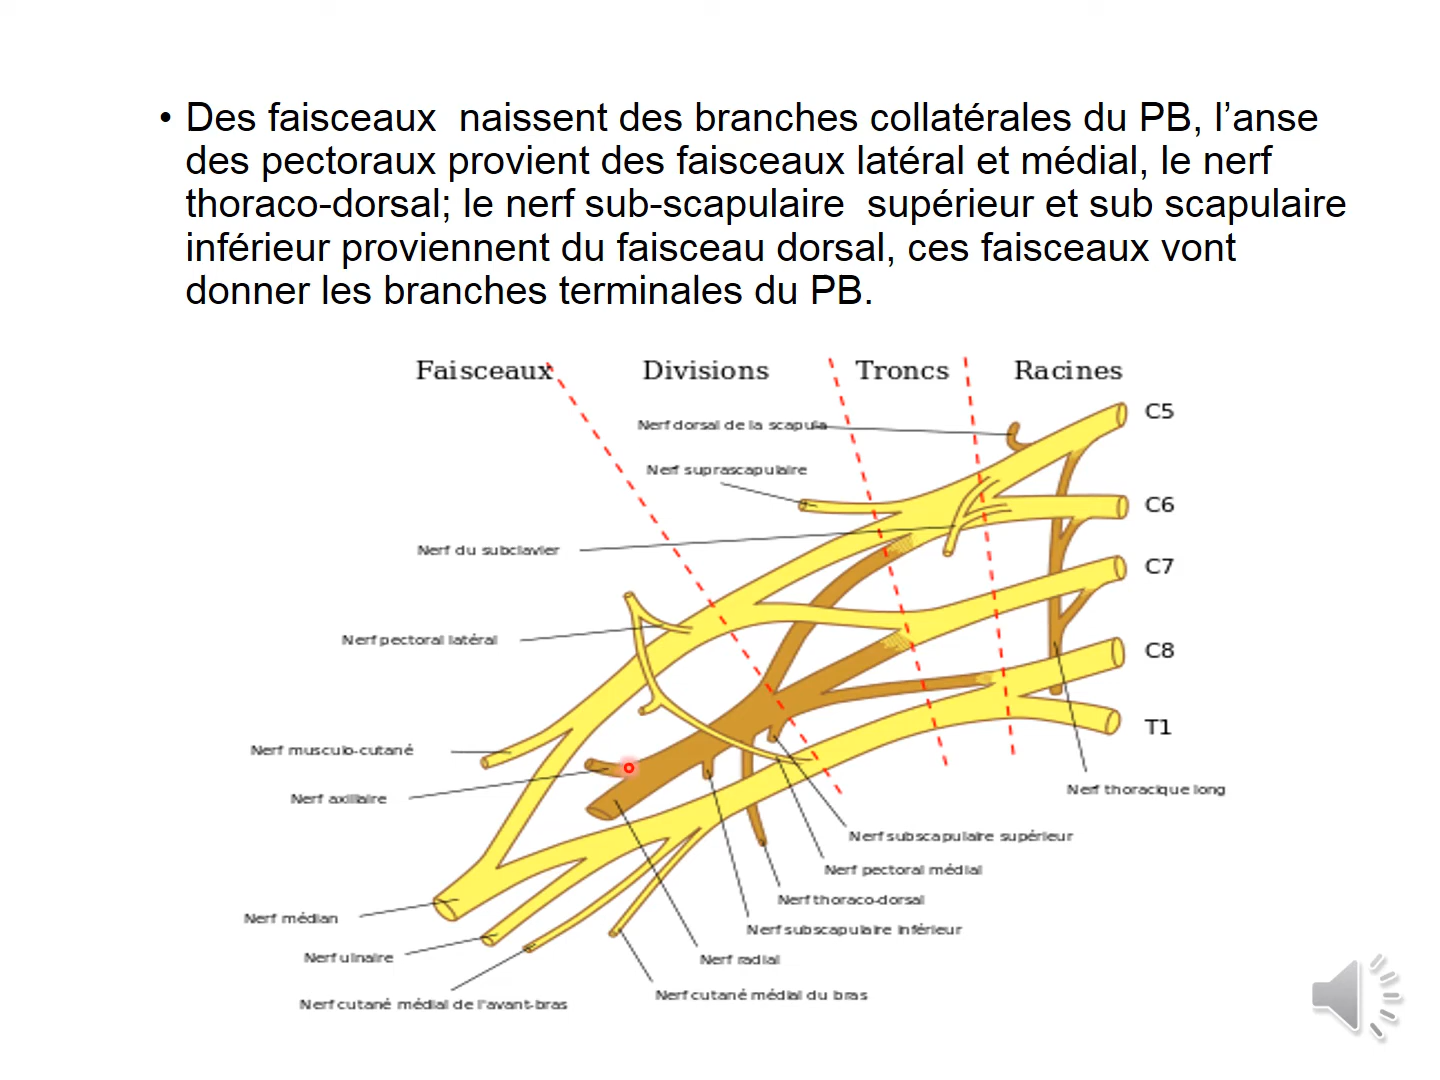 • Des faisceaux  naissent des branches collatérales du PB, l’anse
des pectoraux provient des faisceaux latéral et médial, le nerf
thoraco-dorsal; le nerf sub-scapulaire  supérieur et sub scapulaire
inférieur proviennent du faisceau dorsal, ces faisceaux vont
donner les branches terminales du PB.
Faisceaux
Divisions
Troncs
Racines
C5
Nerf dorsal de la scapula
Nerf suprascapulaire
C6
Nerf du subclavier
C7
Nerf pectoral latéral
C8
T1
Nerf musculo-cutané
Nerf thoracique long
Nerf axillaire
Nerf subscapulaire supérieur
Nerf pectoral médial
Nerf thoraco-dorsal
Nerf médian
Nerf subscapulaire inférieur
Nerf ulnaire
Nerf radial
Nerf cutané médial du bras
Nerf cutané médial de l'avant-bras